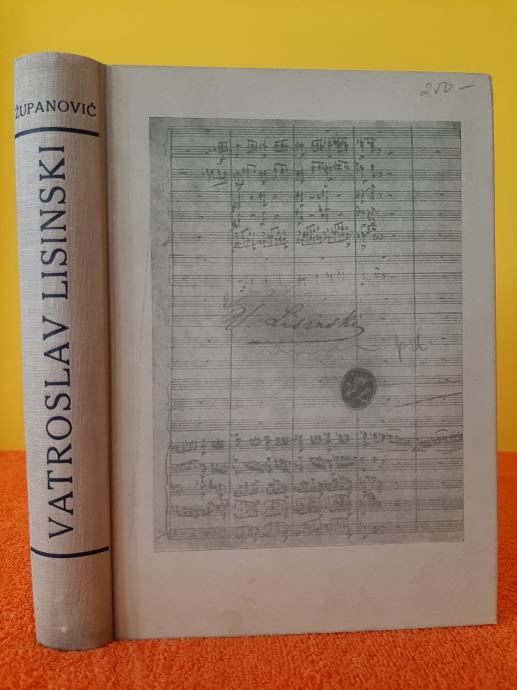 ŽUPANOVIĆ
VATROSLAV LISINSKI
250-
V. Lisinski